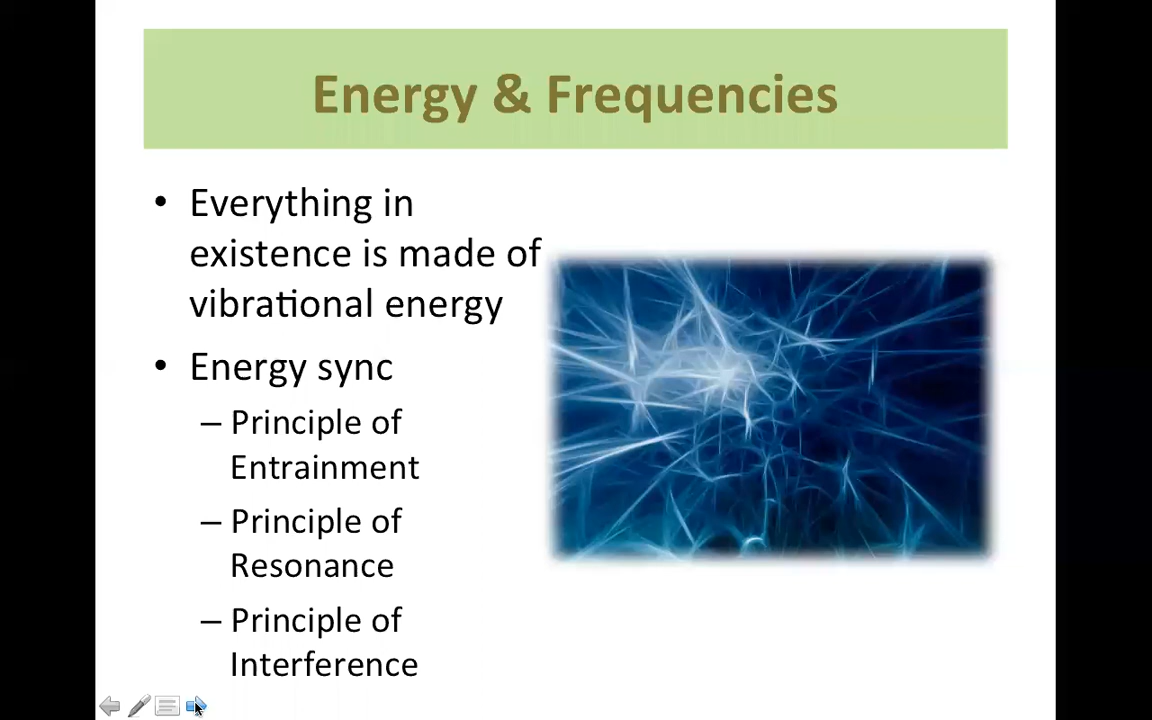 Energy & Frequencies
• Everything in
existence is made of
vibrational energy
• Energy sync
– Principle of
Entrainment
– Principle of
Resonance
– Principle of
Interference